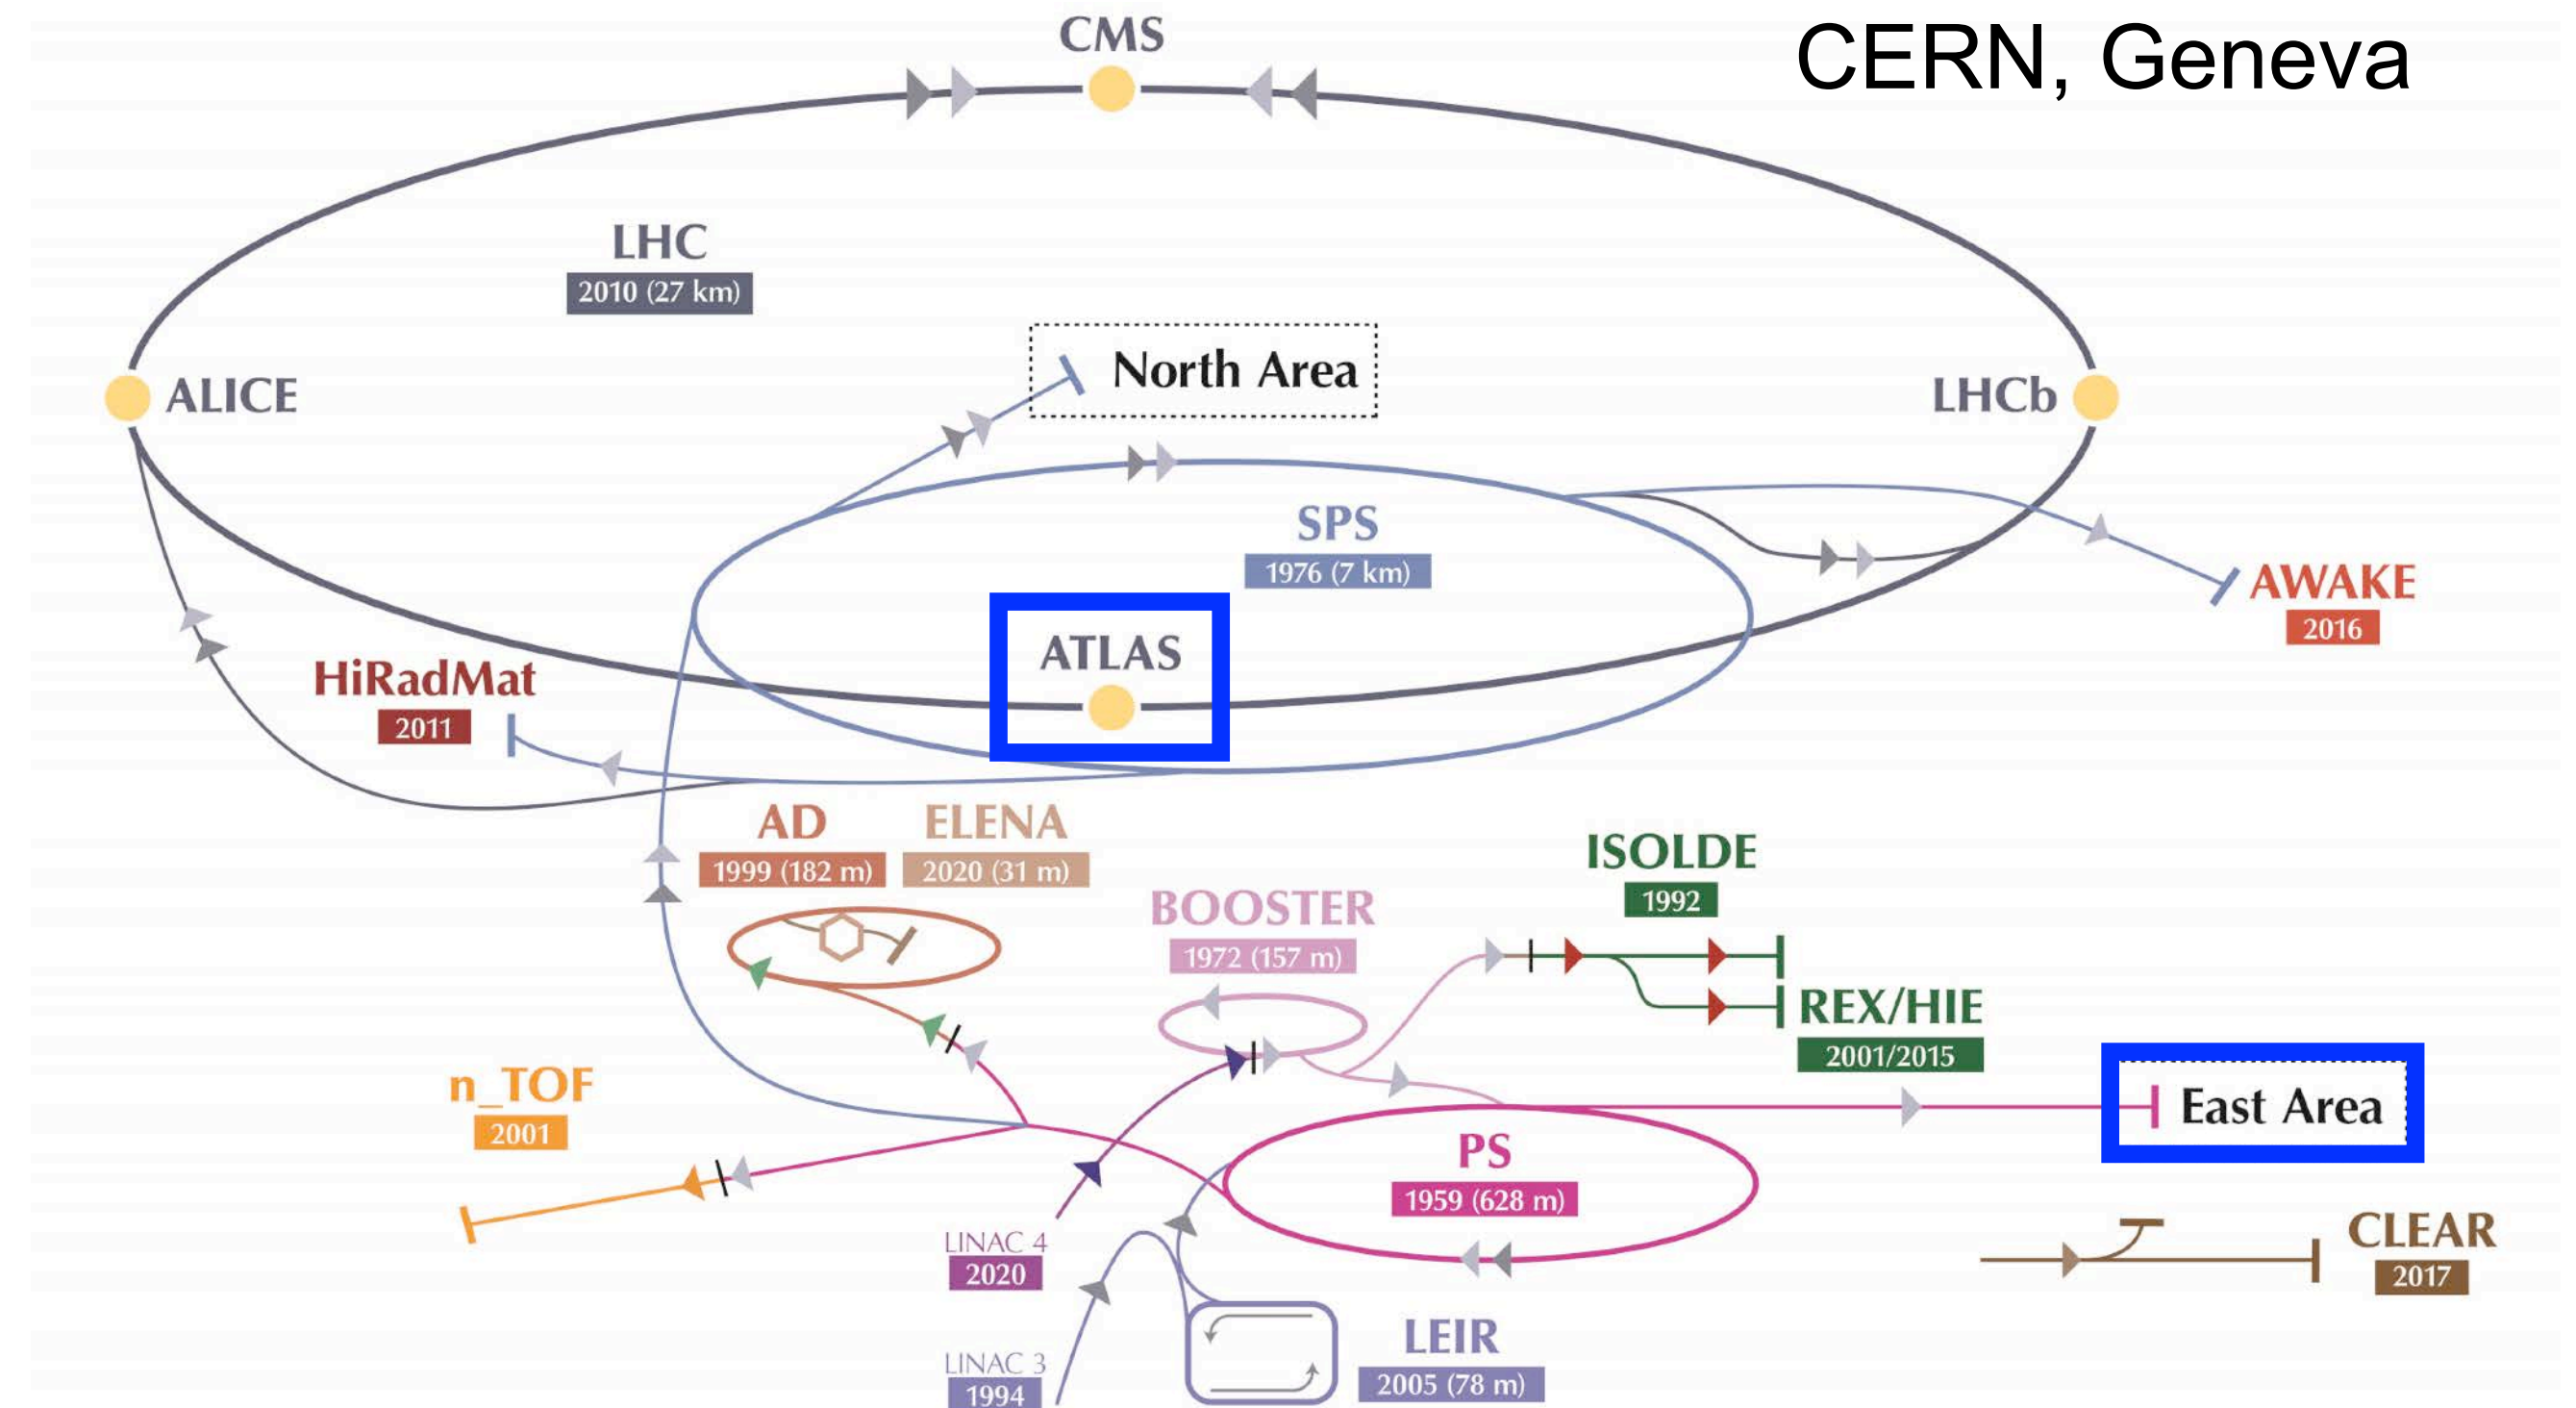 CMS
CERN, Geneva
LHC
2010 (27 km)
North Area
ALICE
LHCb
SPS
1976 (7 km)
AWAKE
2016
ATLAS
HiRadMat
2011
AD
1999 (182 m)
ELENA
2020 (31 m)
ISOLDE
1992
BOOSTER
1972 (157 m)
REX/HIE
2001/2015
n_TOF
2001
East Area
PS
1959 (628 m)
LINAC 4
2020
CLEAR
2017
LEIR
2005 (78 m)
LINAC 3
1994